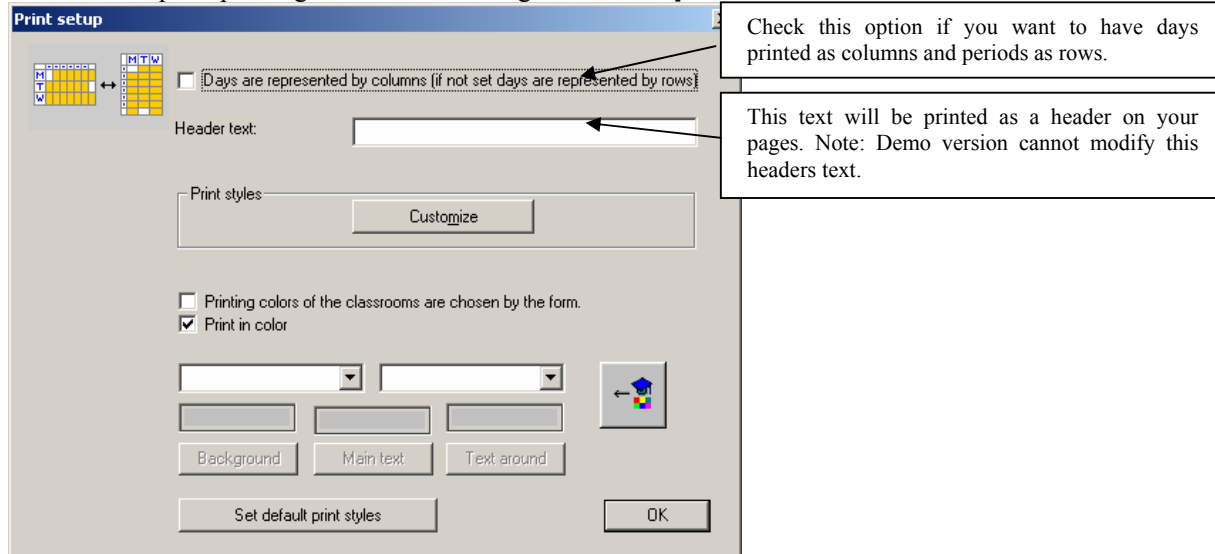 Print setup
Check this option if you want to have days
printed as columns and periods as rows.
M T W
M
T
W
Days are represented by columns (if not set days are represented by rows)
This text will be printed as a header on your
pages. Note: Demo version cannot modify this
headers text.
Header text:
Print styles
Customize
Printing colors of the classrooms are chosen by the form.
Print in color
Background Main text Text around
Set default print styles OK